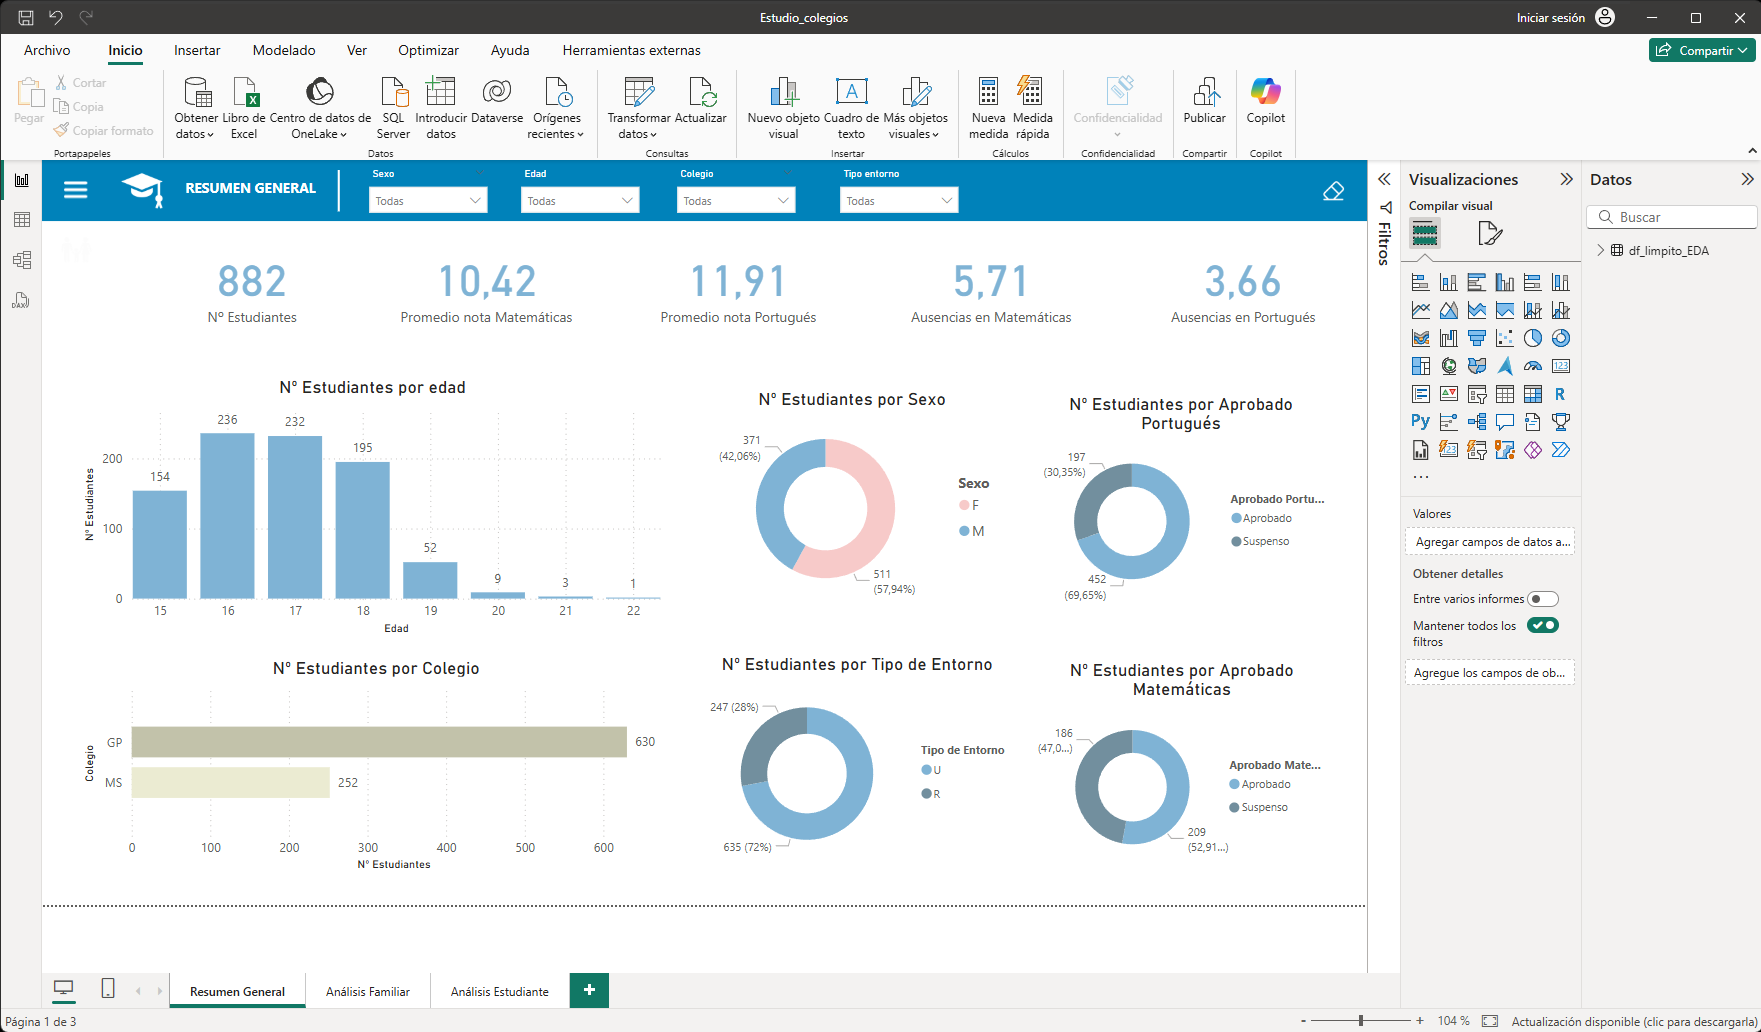 Estudio_colegios
Iniciar sesión
Archivo
Inicio
Insertar
Modelado
Ver
Optimizar
Ayuda
Herramientas externas
Compartir
Pegar
Cortar
Copia
Copiar formato
Portapapeles
Obtener datos
Libro de Excel
Centro de datos de OneLake
SQL Server
Introducir datos
Dataverse
Orígenes recientes
Datos
Transformar datos
Actualizar
Consultas
Nuevo objeto visual
Cuadro de texto
Más objetos visuales
Insertar
Nueva medida
Medida rápida
Cálculos
Confidencialidad
Confidencialidad
Publicar
Compartir
Copilot
Copilot
RESUMEN GENERAL
Sexo
Todas
Edad
Todas
Colegio
Todas
Tipo entorno
Todas
882
Nº Estudiantes
10,42
Promedio nota Matemáticas
11,91
Promedio nota Portugués
5,71
Ausencias en Matemáticas
3,66
Ausencias en Portugués
Nº Estudiantes por edad
Nº Estudiantes
200
100
0
154
236
232
195
52
9
3
1
15
16
17
18
19
20
21
22
Edad
Nº Estudiantes por Sexo
371
(42,06%)
511
(57,94%)
Sexo
F
M
Nº Estudiantes por Aprobado
Portugués
197
(30,35%)
452
(69,65%)
Aprobado Portu...
Aprobado
Suspenso
Nº Estudiantes por Colegio
Colegio
GP
630
MS
252
0
100
200
300
400
500
600
Nº Estudiantes
Nº Estudiantes por Tipo de Entorno
247 (28%)
635 (72%)
Tipo de Entorno
U
R
Nº Estudiantes por Aprobado
Matemáticas
186
(47,0...)
209
(52,91...)
Aprobado Mate...
Aprobado
Suspenso
Filtros
Visualizaciones
Compilar visual
123
R
Py
123
...
Valores
Agregar campos de datos a...
Obtener detalles
Entre varios informes
Mantener todos los
filtros
Agregue los campos de ob...
Datos
Buscar
df_limpito_EDA
DAX
Resumen General
Análisis Familiar
Análisis Estudiante
+
Página 1 de 3
- + 104 %
Actualización disponible (clic para descargarla)